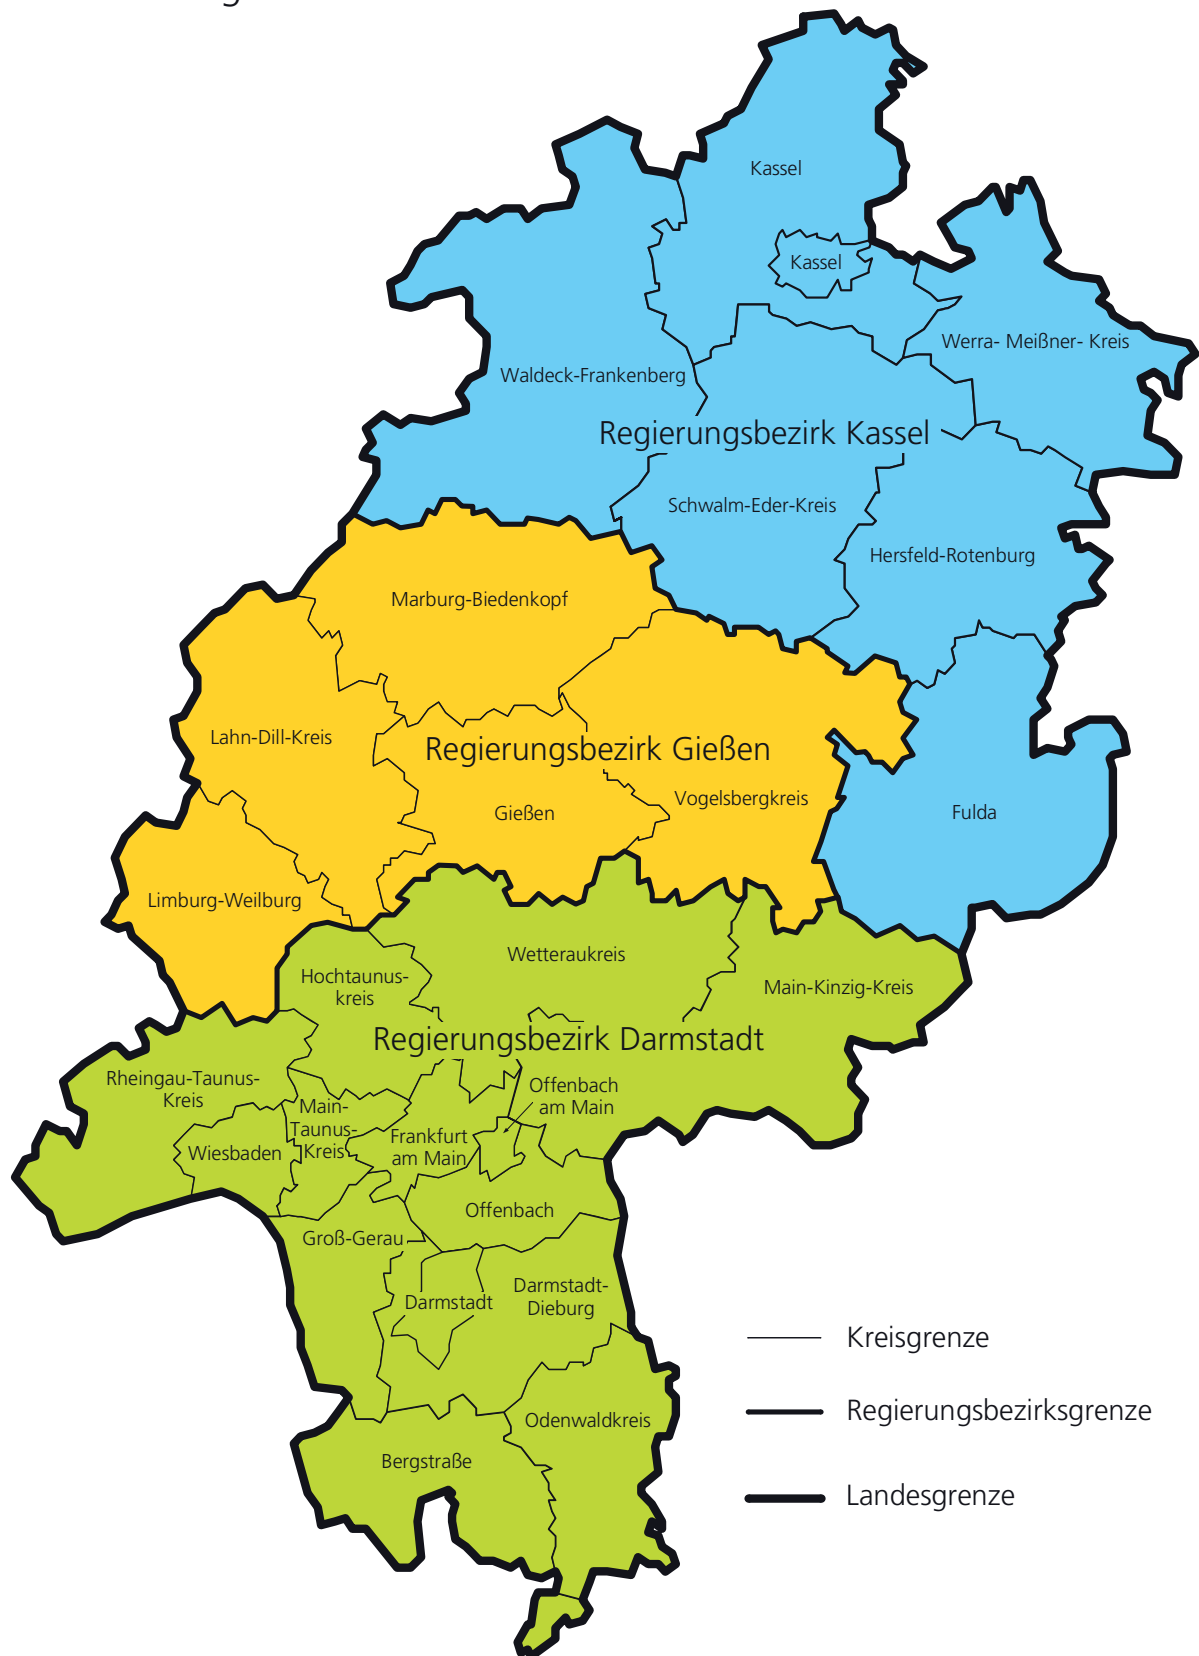 Kassel
Kassel
Werra- Meißner- Kreis
Waldeck-Frankenberg
Regierungsbezirk Kassel
Schwalm-Eder-Kreis
Hersfeld-Rotenburg
Marburg-Biedenkopf
Lahn-Dill-Kreis
Regierungsbezirk Gießen
Vogelsbergkreis
Gießen
Fulda
Limburg-Weilburg
Wetteraukreis
Hochtaunus-
kreis
Main-Kinzig-Kreis
Regierungsbezirk Darmstadt
Rheingau-Taunus-
Kreis
Offenbach
am Main
Main-
Taunus-
Kreis
Frankfurt
am Main
Wiesbaden
Offenbach
Groß-Gerau
Darmstadt-
Dieburg
Darmstadt
Odenwaldkreis
Bergstraße
Kreisgrenze
Regierungsbezirksgrenze
Landesgrenze